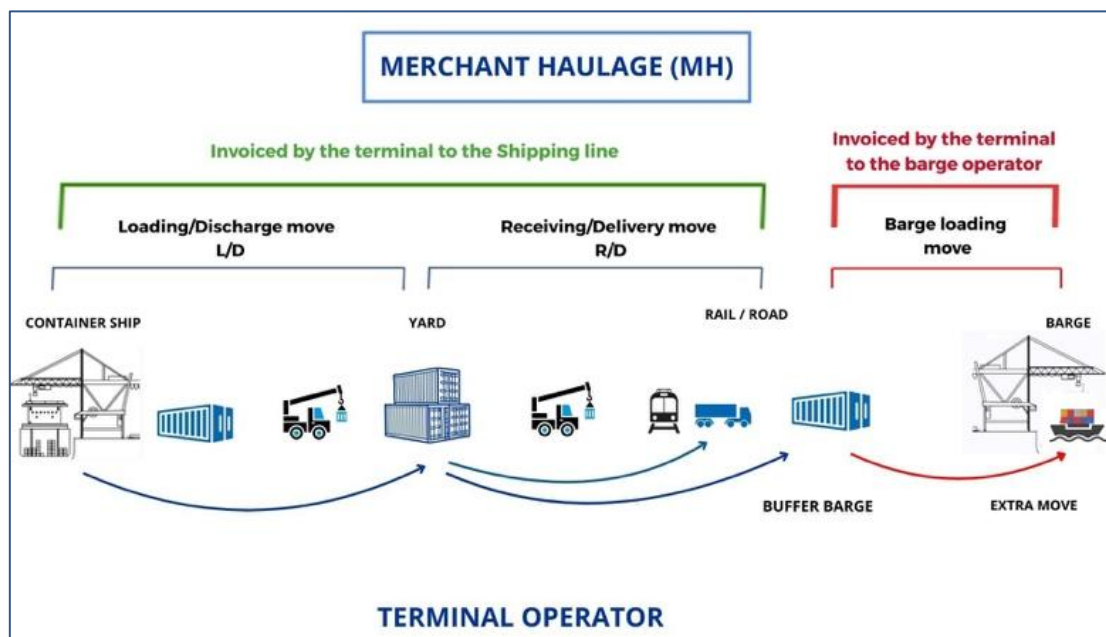 MERCHANT HAULAGE (MH)
Invoiced by the terminal to the Shipping line
Invoiced by the terminal
to the barge operator
Loading/Discharge move
L/D
Receiving/Delivery move
R/D
Barge loading
move
CONTAINER SHIP
YARD
RAIL / ROAD
BARGE
BUFFER BARGE
EXTRA MOVE
TERMINAL OPERATOR